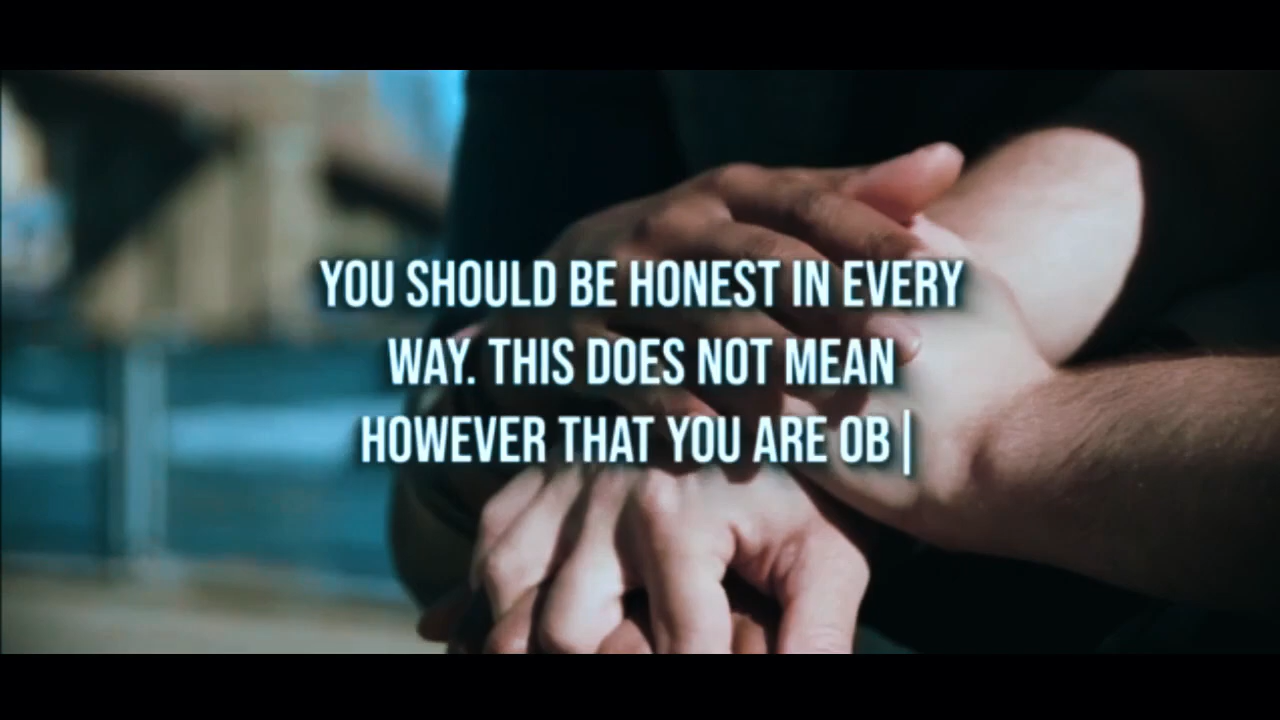 YOU SHOULD BE HONEST IN EVERY
WAY. THIS DOES NOT MEAN
HOWEVER THAT YOU ARE OB|